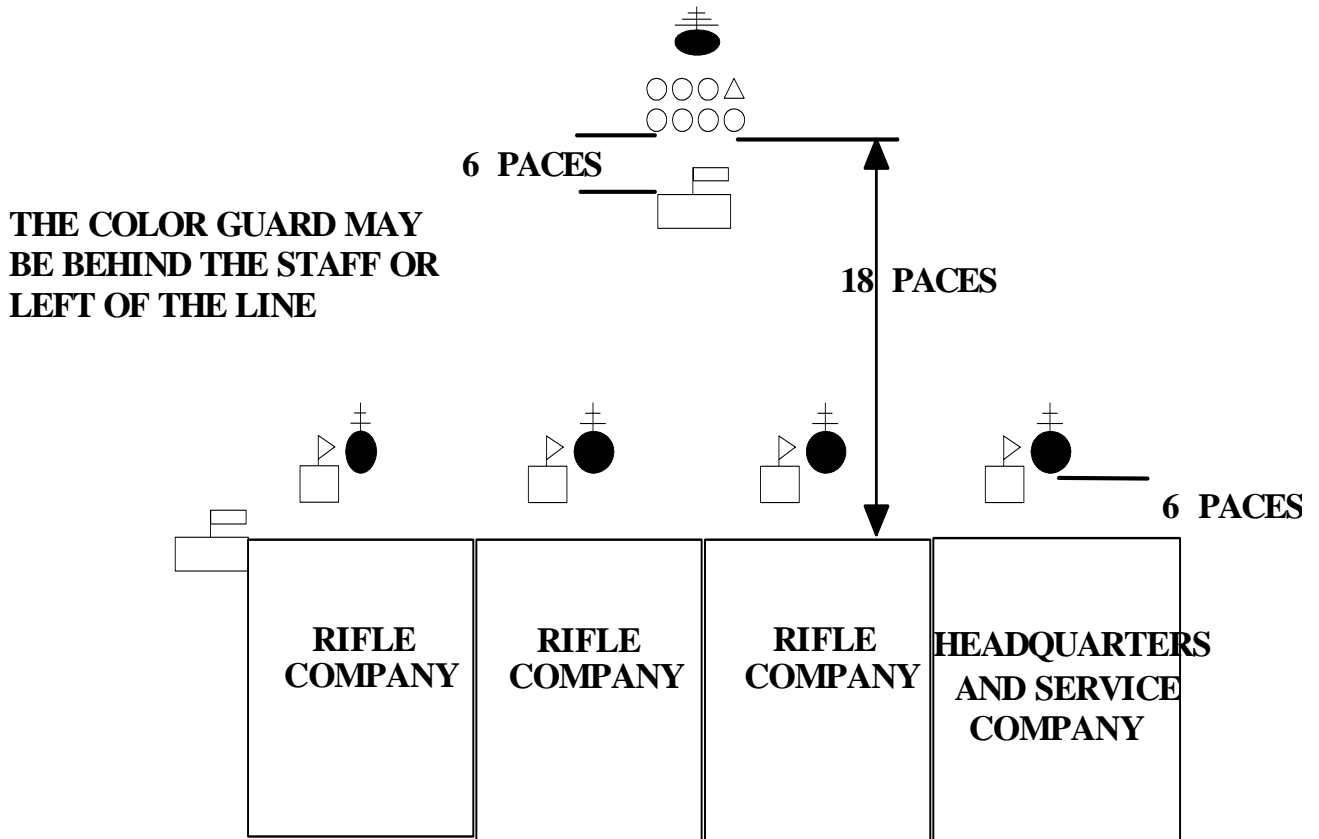 6 PACES
THE COLOR GUARD MAY
BE BEHIND THE STAFF OR
LEFT OF THE LINE
18 PACES
6 PACES
RIFLE
COMPANY
RIFLE
COMPANY
RIFLE
COMPANY
HEADQUARTERS
AND SERVICE
COMPANY